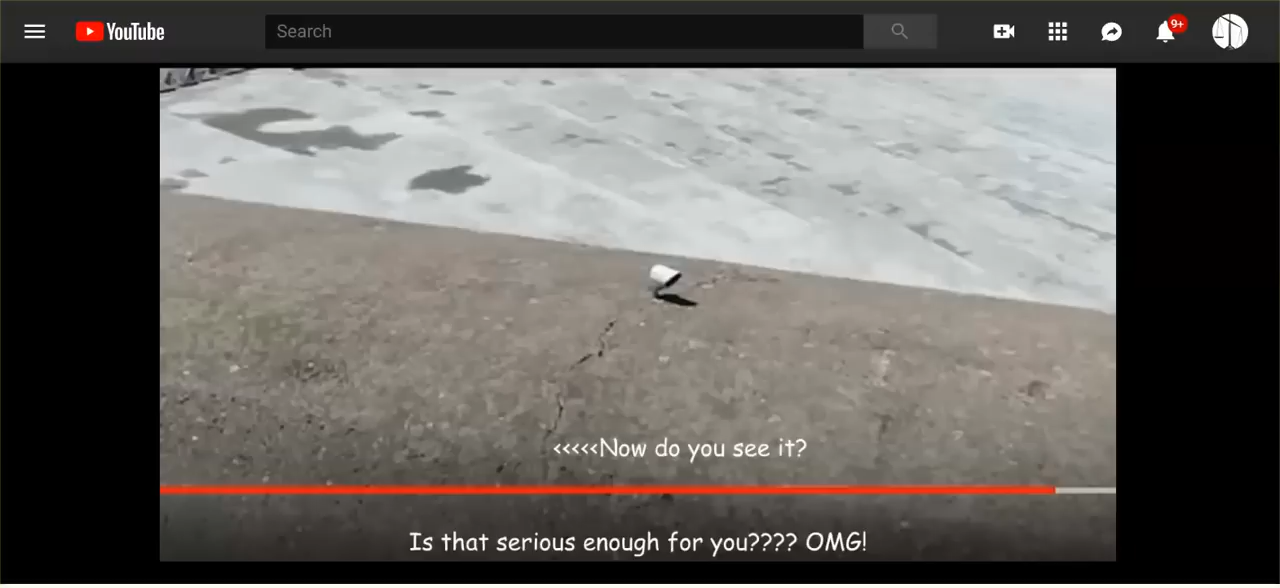 YouTube
Search
9+
<<<<<Now do you see it?
Is that serious enough for you???? OMG!